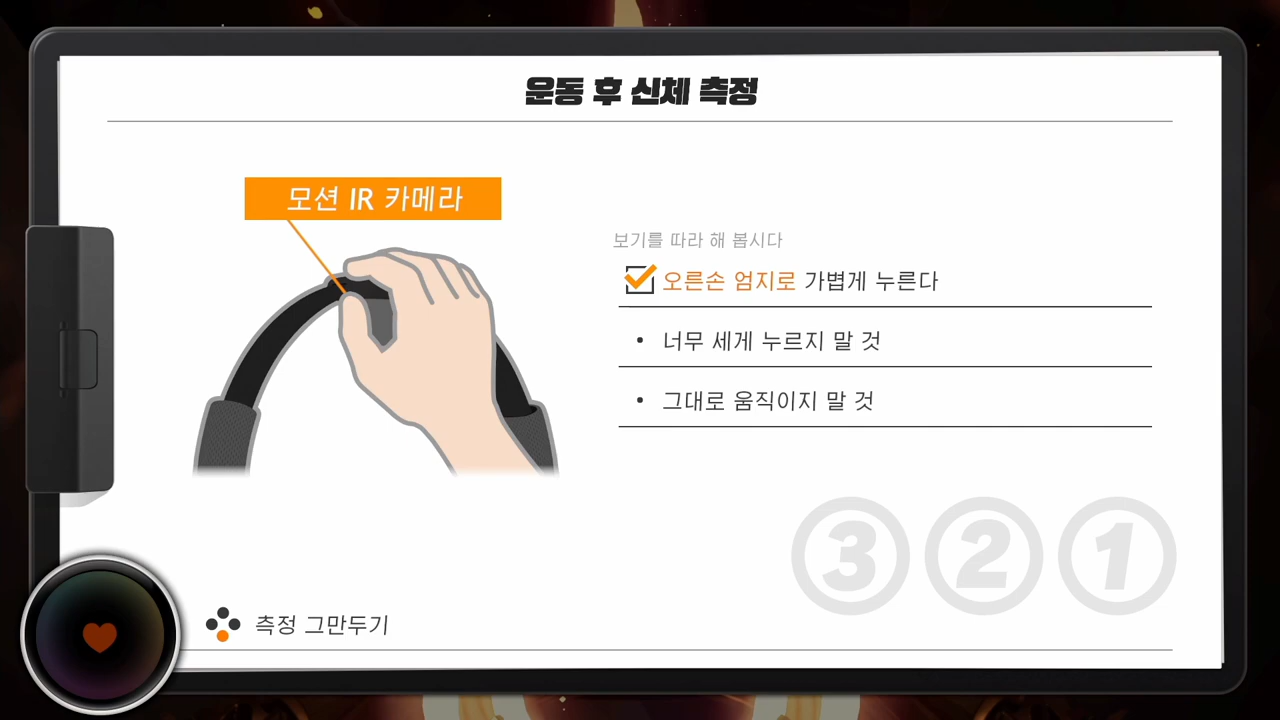 운동 후 신체 측정
모션 IR 카메라
보기를 따라 해 봅시다
오른손 엄지로 가볍게 누른다
• 너무 세게 누르지 말 것
• 그대로 움직이지 말 것
3 2 1
측정 그만두기